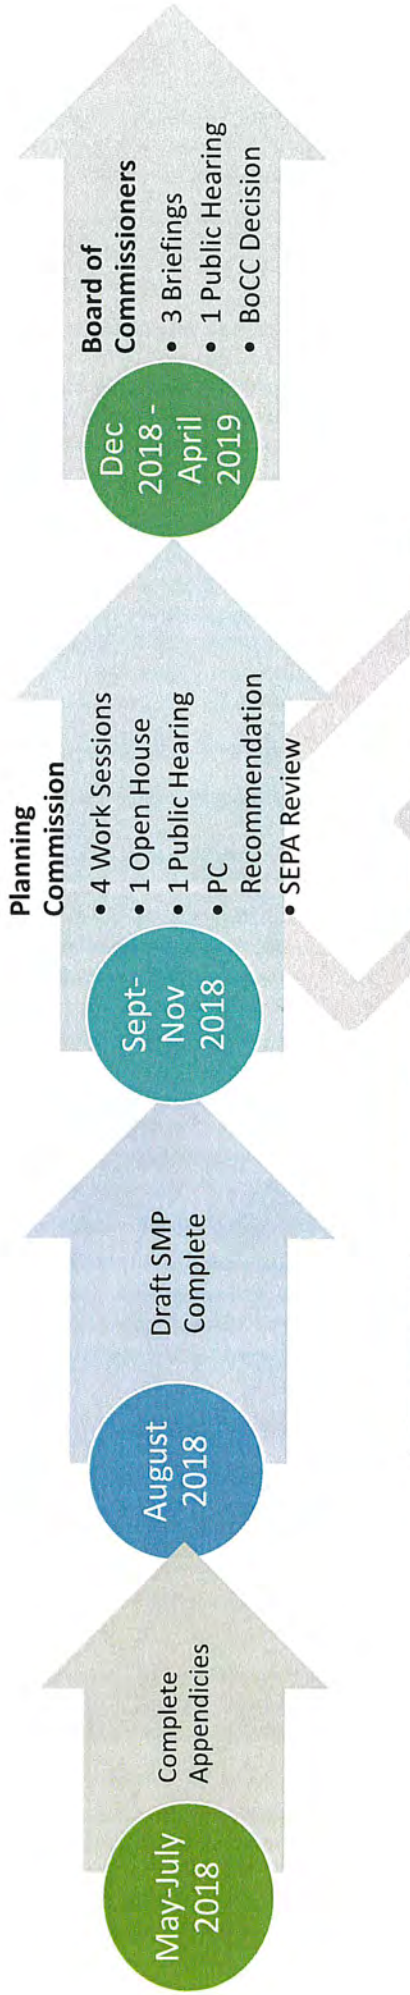 May-July
2018
Complete
Appendicies
August
2018
Draft SMP
Complete
Sept-
Nov
2018
Planning
Commission
• 4 Work Sessions
• 1 Open House
• 1 Public Hearing
• PC
Recommendation
• SEPA Review
Dec
2018 -
April
2019
Board of
Commissioners
• 3 Briefings
• 1 Public Hearing
• BoCC Decision